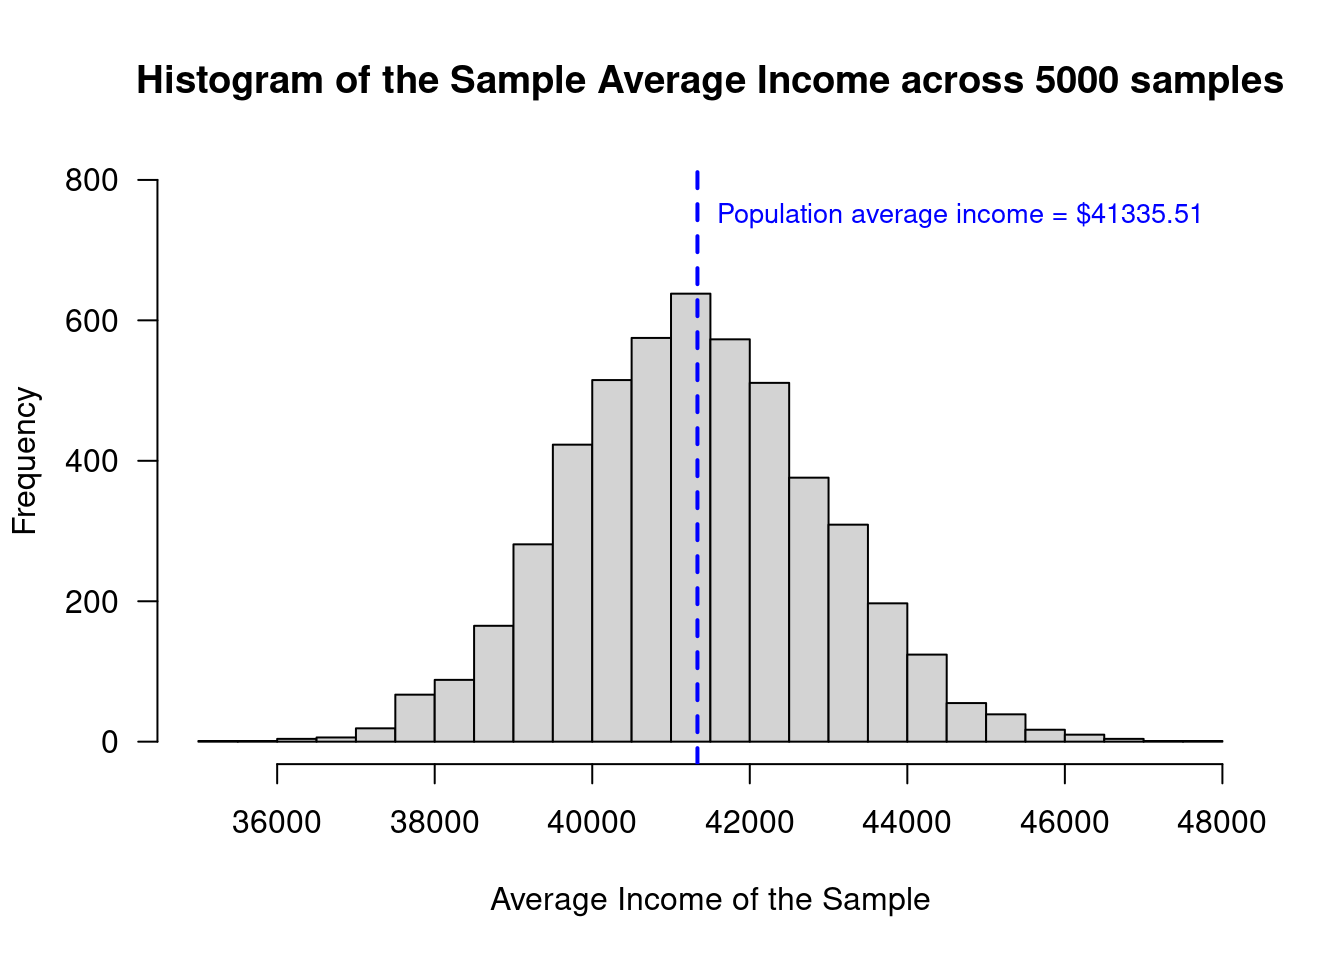 Histogram of the Sample Average Income across 5000 samples
800
Population average income = $41335.51
600
400
200
0
Frequency
36000 38000 40000 42000 44000 46000 48000
Average Income of the Sample